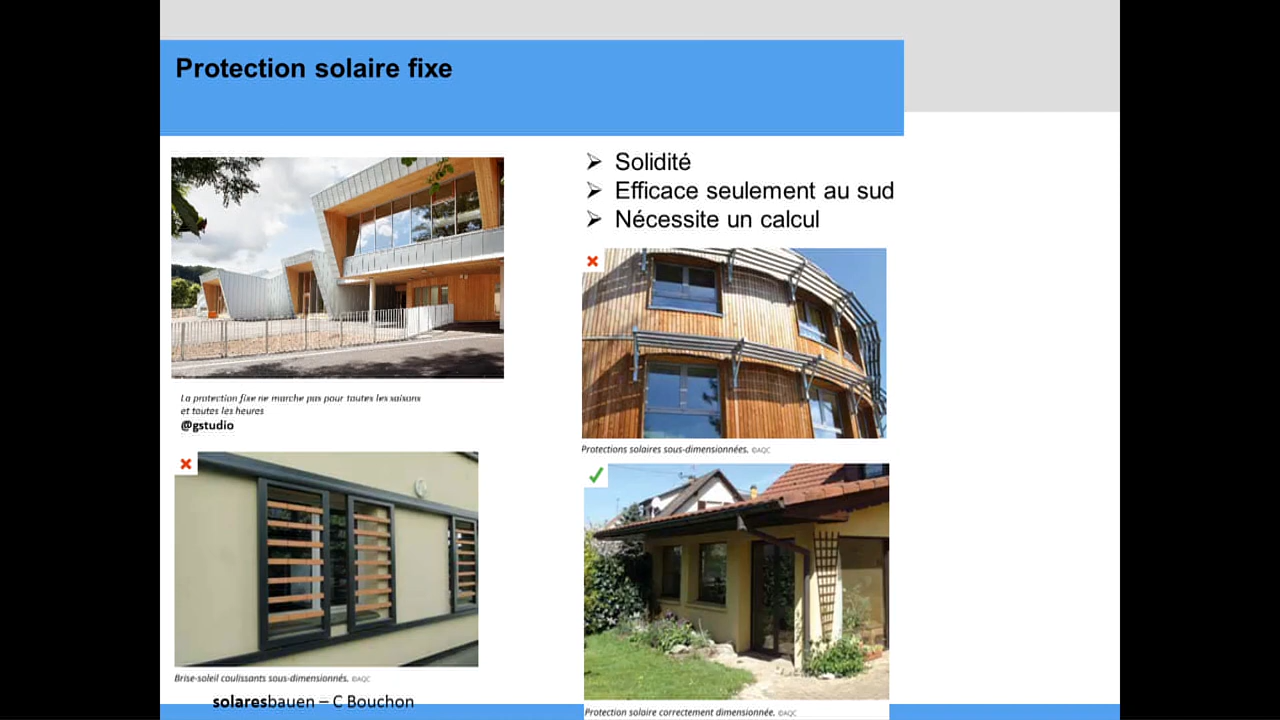 Protection solaire fixe
➢ Solidité
➢ Efficace seulement au sud
➢ Nécessite un calcul
La protection fixe ne marche pas pour toutes les saisons
et toutes les heures
@gstudio
Protections solaires sous-dimensionnées. ©AQC
Brise-soleil coulissants sous-dimensionnés. ©AQC
solaresbauen – C Bouchon
Protection solaire correctement dimensionnée. ©AQC